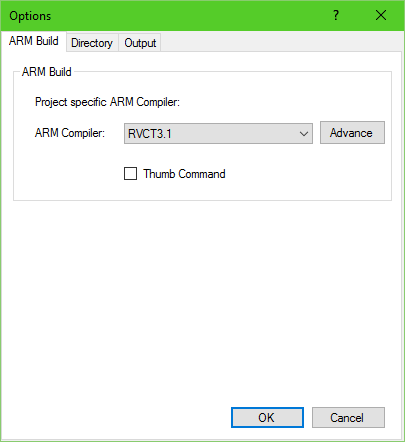 Options ?
ARM Build Directory Output
ARM Build
Project specific ARM Compiler:
ARM Compiler: RVCT3.1 Advance
Thumb Command
OK Cancel